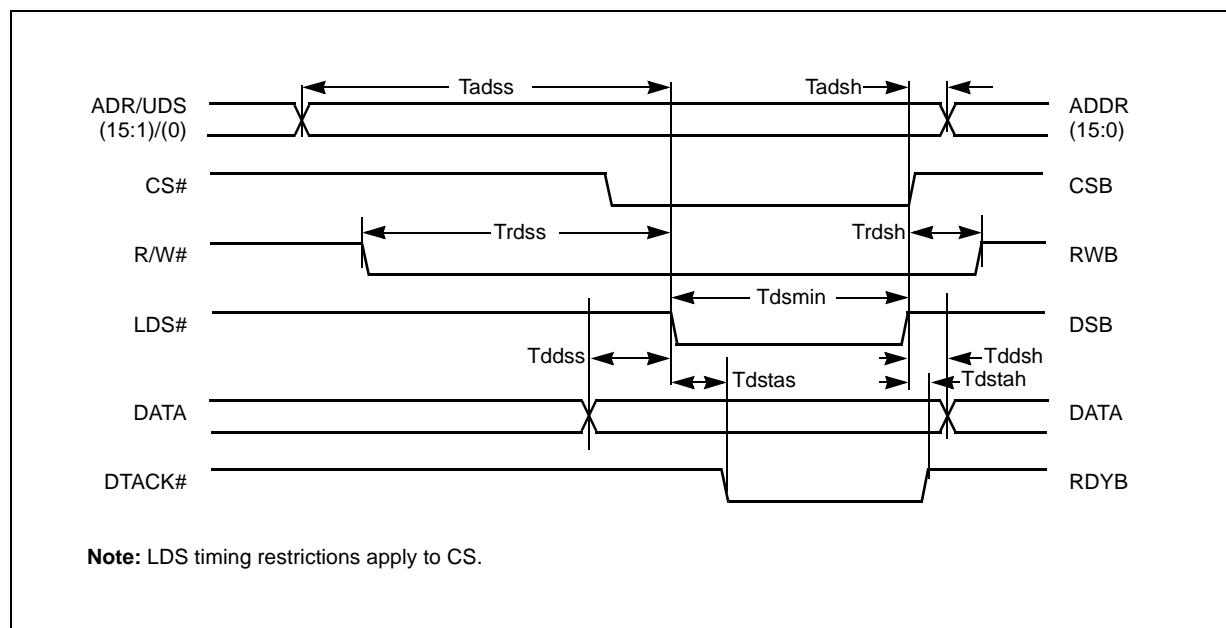 Tadss
Tadsh
ADR/UDS
(15:1)/(0)
ADDR
(15:0)
CS#
CSB
Trdss
Trdsh
R/W#
RWB
Tdsmin
LDS#
DSB
Tddss
Tddsh
Tdstas
Tdstah
DATA
DATA
DTACK#
RDYB
Note: LDS timing restrictions apply to CS.